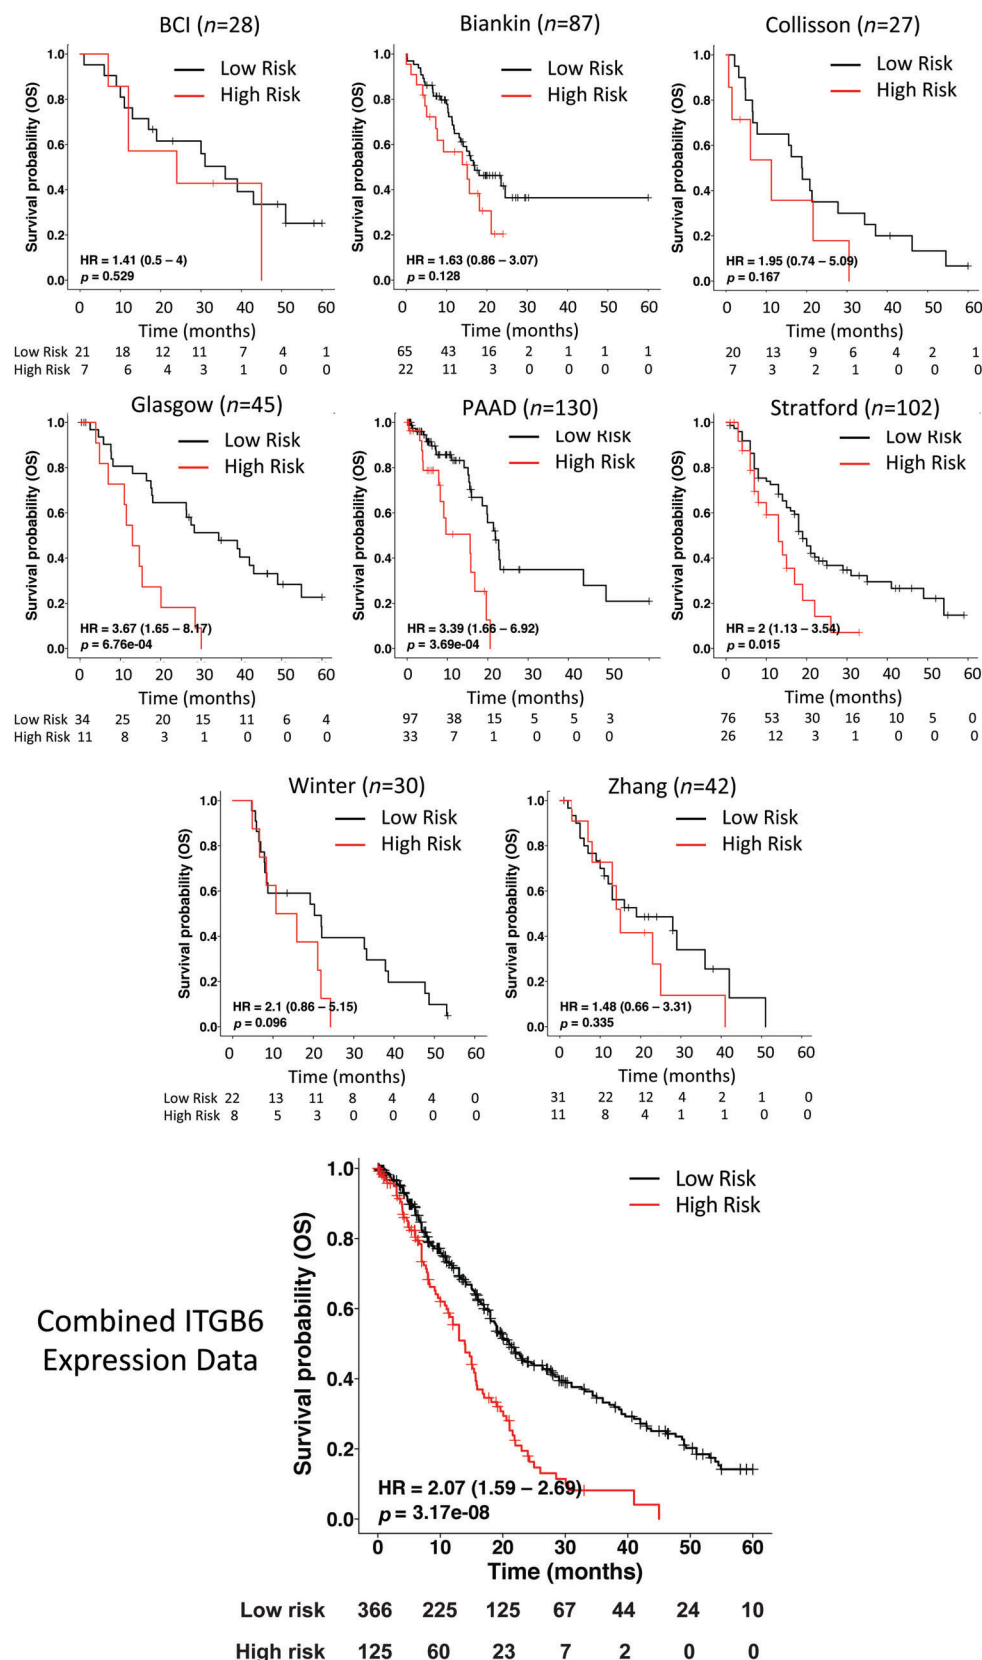 BCI (n=28)
Biankin (n=87)
Collisson (n=27)
Survival probability (OS)
1.0
0.8
0.6
0.4
0.2
0.0
Low Risk
High Risk
HR = 1.41 (0.5 – 4)
p = 0.529
0 10 20 30 40 50 60
Time (months)
Low Risk 21 18 12 11 7 4 1
High Risk 7 6 4 3 1 0 0
Survival probability (OS)
1.0
0.8
0.6
0.4
0.2
0.0
Low Risk
High Risk
HR = 1.63 (0.86 – 3.07)
p = 0.128
0 10 20 30 40 50 60
Time (months)
65 43 16 2 1 1 1
22 11 3 0 0 0 0
Survival probability (OS)
1.0
0.8
0.6
0.4
0.2
0.0
Low Risk
High Risk
HR = 1.95 (0.74 – 5.09)
p = 0.167
0 10 20 30 40 50 60
Time (months)
20 13 9 6 4 2 1
7 3 2 1 0 0 0
Glasgow (n=45)
PAAD (n=130)
Stratford (n=102)
Survival probability (OS)
1.0
0.8
0.6
0.4
0.2
0.0
Low Risk
High Risk
HR = 3.67 (1.65 – 8.17)
p = 6.76e-04
0 10 20 30 40 50 60
Time (months)
Low Risk 34 25 20 15 11 6 4
High Risk 11 8 3 1 0 0 0
Survival probability (OS)
1.0
0.8
0.6
0.4
0.2
0.0
Low Risk
High Risk
HR = 3.39 (1.66 – 6.92)
p = 3.69e-04
0 10 20 30 40 50 60
Time (months)
97 38 15 5 5 3
33 7 1 0 0 0
Survival probability (OS)
1.0
0.8
0.6
0.4
0.2
0.0
Low Risk
High Risk
HR = 2 (1.13 – 3.54)
p = 0.015
0 10 20 30 40 50 60
Time (months)
76 53 30 16 10 5 0
26 12 3 1 0 0 0
Winter (n=30)
Zhang (n=42)
Survival probability (OS)
1.0
0.8
0.6
0.4
0.2
0.0
Low Risk
High Risk
HR = 2.1 (0.86 – 5.15)
p = 0.096
0 10 20 30 40 50 60
Time (months)
Low Risk 22 13 11 8 4 4 0
High Risk 8 5 3 0 0 0 0
Survival probability (OS)
1.0
0.8
0.6
0.4
0.2
0.0
Low Risk
High Risk
HR = 1.48 (0.66 – 3.31)
p = 0.335
0 10 20 30 40 50 60
Time (months)
31 22 12 4 2 1 0
11 8 4 1 1 0 0
Combined ITGB6
Expression Data
Survival probability (OS)
1.0
0.8
0.6
0.4
0.2
0.0
Low Risk
High Risk
HR = 2.07 (1.59 – 2.69)
p = 3.17e-08
0 10 20 30 40 50 60
Time (months)
Low risk 366 225 125 67 44 24 10
High risk 125 60 23 7 2 0 0